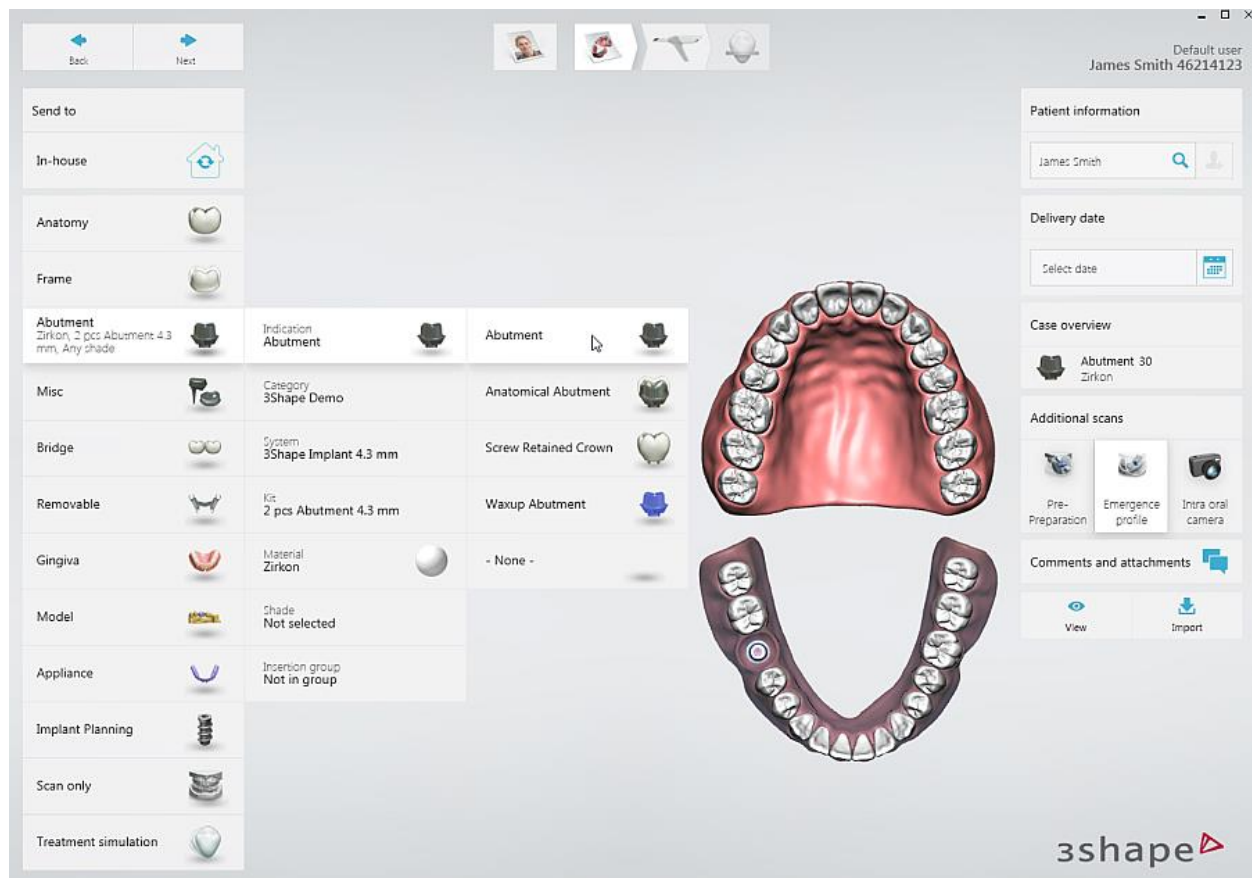 Back
Next
Default user
James Smith 46214123
Send to
In-house
Anatomy
Frame
Abutment
Zirkon, 2 pcs Abutment 4.3
mm, Any shade
Misc
Bridge
Removable
Gingiva
Model
Appliance
Implant Planning
Scan only
Treatment simulation
Indication
Abutment
Category
3Shape Demo
System
3Shape Implant 4.3 mm
Kit
2 pcs Abutment 4.3 mm
Material
Zirkon
Shade
Not selected
Insertion group
Not in group
Abutment
Anatomical Abutment
Screw Retained Crown
Waxup Abutment
- None -
Patient information
James Smith
Delivery date
Select date
Case overview
Abutment 30
Zirkon
Additional scans
Pre-
Preparation
Emergence
profile
Intra oral
camera
Comments and attachments
View
Import
3shape